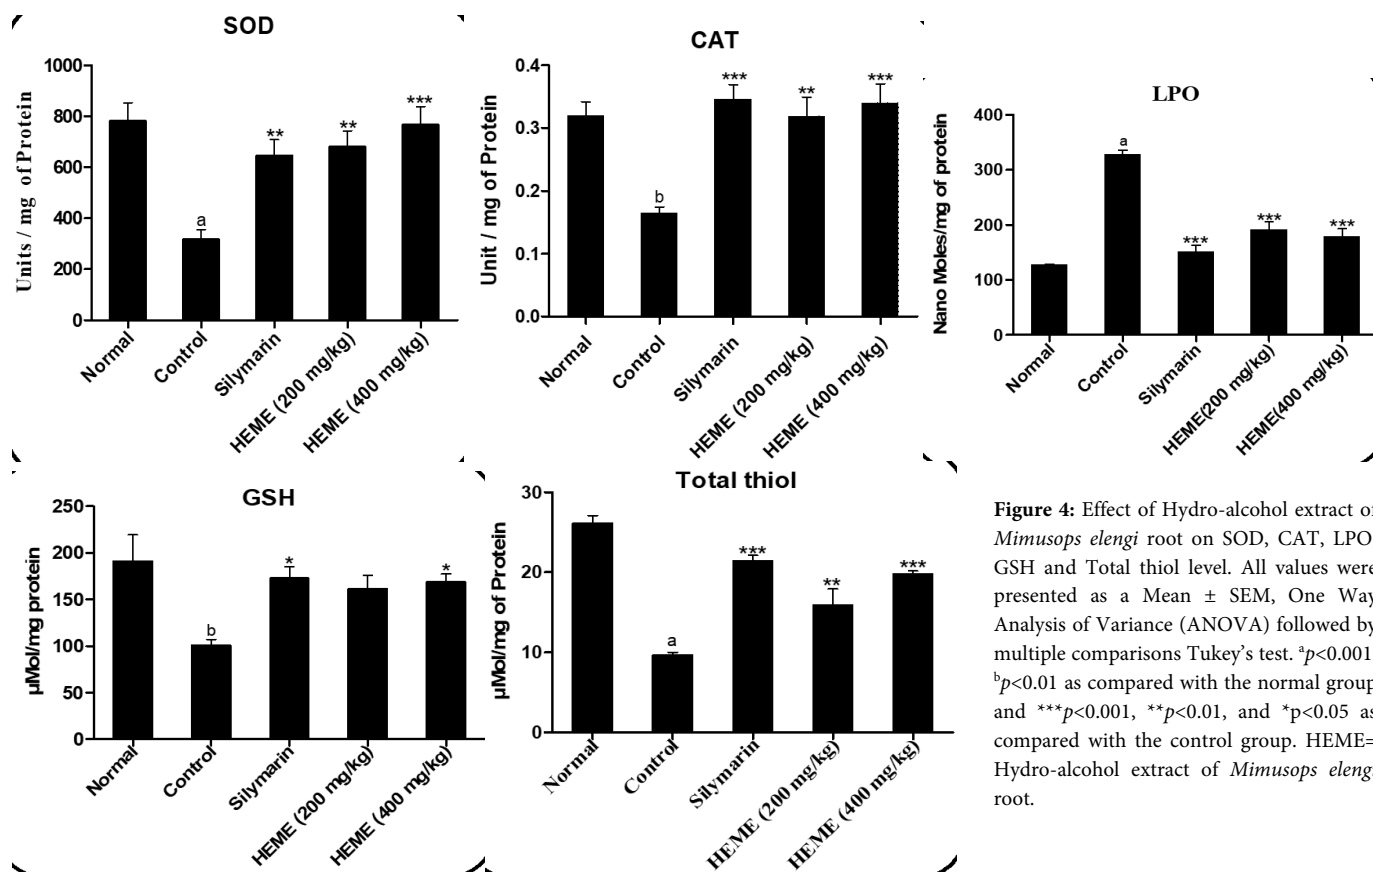 SOD
Units / mg of Protein
1000
800
600
400
200
0
a
**
**
***
Normal
Control
Silymarin
HEME (200 mg/kg)
HEME (400 mg/kg)
CAT
Unit / mg of Protein
0.4
0.3
0.2
0.1
0.0
b
***
**
***
Normal
Control
Silymarin
HEME (200 mg/kg)
HEME (400 mg/kg)
LPO
Nano Moles/mg of protein
400
300
200
100
0
a
***
***
***
Normal
Control
Silymarin
HEME(200 mg/kg)
HEME(400 mg/kg)
GSH
µMol/mg protein
250
200
150
100
50
0
b
*
*
Normal
Control
Silymarin
HEME (200 mg/kg)
HEME (400 mg/kg)
Total thiol
µMol/mg of Protein
30
20
10
0
a
***
**
***
Normal
Control
Silymarin
HEME (200 mg/kg)
HEME (400 mg/kg)
Figure 4: Effect of Hydro-alcohol extract of
Mimusops elengi root on SOD, CAT, LPO
GSH and Total thiol level. All values were
presented as a Mean ± SEM, One Way
Analysis of Variance (ANOVA) followed by
multiple comparisons Tukey's test. ᵃp<0.001
ᵇp<0.01 as compared with the normal group
and ***p<0.001, **p<0.01, and *p<0.05 as
compared with the control group. HEME=
Hydro-alcohol extract of Mimusops elengi
root.